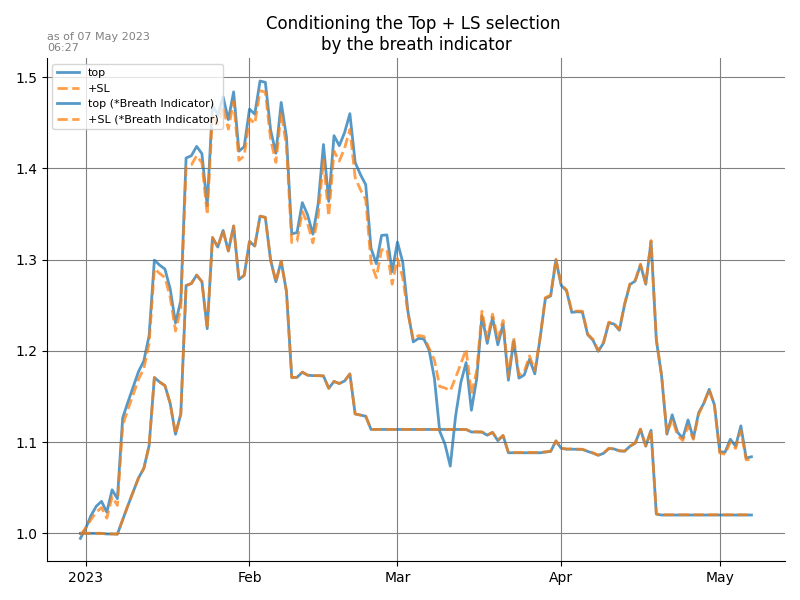 Conditioning the Top + LS selection
by the breath indicator
as of 07 May 2023
06:27
top
+SL
top (*Breath Indicator)
+SL (*Breath Indicator)
1.5
1.4
1.3
1.2
1.1
1.0
2023 Feb Mar Apr May